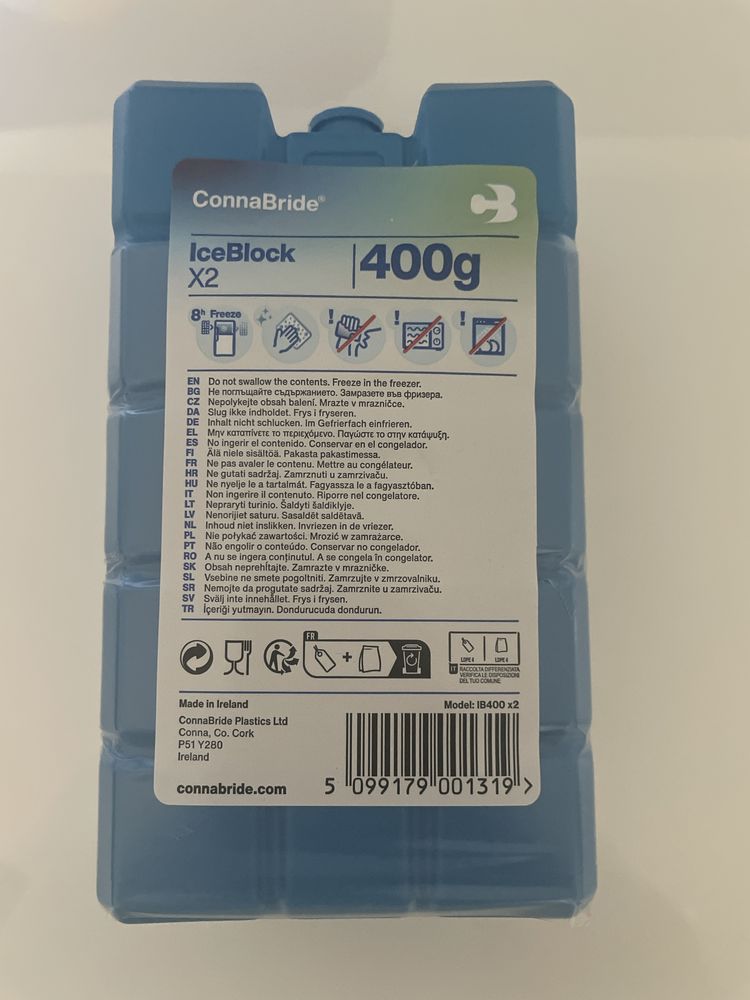 ConnaBride®
CB
IceBlock
X2
400g
8h Freeze
!
!
!
EN Do not swallow the contents. Freeze in the freezer.
BG Не поглъщайте съдържанието. Замразете във фризера.
CZ Nepolykejte obsah balení. Mrazte v mrazničce.
DA Slug ikke indholdet. Frys i fryseren.
DE Inhalt nicht schlucken. Im Gefrierfach einfrieren.
EL Μην καταπίνετε το περιεχόμενο. Παγώστε το στην κατάψυξη.
ES No ingerir el contenido. Conservar en el congelador.
FI Älä niele sisältöä. Pakasta pakastimessa.
FR Ne pas avaler le contenu. Mettre au congélateur.
HR Ne gutati sadržaj. Zamrznuti u zamrzivaču.
HU Ne nyelje le a tartalmát. Fagyassza le a fagyasztóban.
IT Non ingerire il contenuto. Riporre nel congelatore.
LT Nepraryti turinio. Šaldyti šaldiklyje.
LV Nenorijiet saturu. Sasaldēt saldētavā.
NL Inhoud niet inslikken. Invriezen in de vriezer.
PL Nie połykać zawartości. Mrozić w zamrażarce.
PT Não engolir o conteúdo. Conservar no congelador.
RO A nu se ingera conținutul. A se congela în congelator.
SK Obsah neprehĺtajte. Zamrazte v mrazničke.
SL Vsebine ne smete pogoltniti. Zamrzujte v zmrzovalniku.
SR Nemojte da progutate sadržaj. Zamrznite u zamrzivaču.
SV Svälj inte innehållet. Frys i frysen.
TR İçeriği yutmayın. Dondurucuda dondurun.
FR
+
LDPE 4 LDPE 4
IT RACCOLTA DIFFERENZIATA.
VERIFICA LE DISPOSIZIONI
DEL TUO COMUNE.
Made in Ireland
Model: IB400 x2
ConnaBride Plastics Ltd
Conna, Co. Cork
P51 Y280
Ireland
connabride.com
5 099179 001319 >